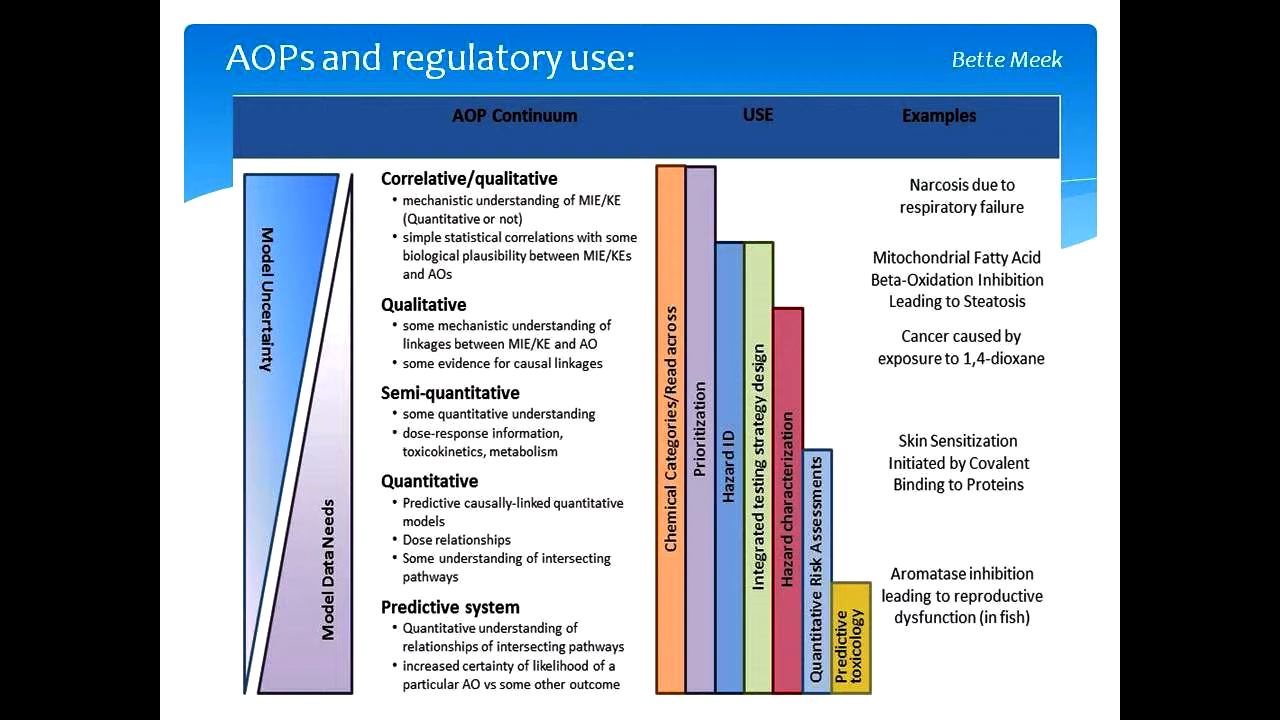 AOPs and regulatory use:
Bette Meek
AOP Continuum
USE
Examples
Model Uncertainty
Model Data Needs
Correlative/qualitative
• mechanistic understanding of MIE/KE
(Quantitative or not)
• simple statistical correlations with some
biological plausibility between MIE/KEs
and AOs
Qualitative
• some mechanistic understanding of
linkages between MIE/KE and AO
• some evidence for causal linkages
Semi-quantitative
• some quantitative understanding
• dose-response information,
toxicokinetics, metabolism
Quantitative
• Predictive causally-linked quantitative
models
• Dose relationships
• Some understanding of intersecting
pathways
Predictive system
• Quantitative understanding of
relationships of intersecting pathways
• increased certainty of likelihood of a
particular AO vs some other outcome
Chemical Categories/Read across
Prioritization
Hazard ID
Integrated testing strategy design
Hazard characterization
Quantitative Risk Assessments
Predictive
toxicology
Narcosis due to
respiratory failure
Mitochondrial Fatty Acid
Beta-Oxidation Inhibition
Leading to Steatosis
Cancer caused by
exposure to 1,4-dioxane
Skin Sensitization
Initiated by Covalent
Binding to Proteins
Aromatase inhibition
leading to reproductive
dysfunction (in fish)